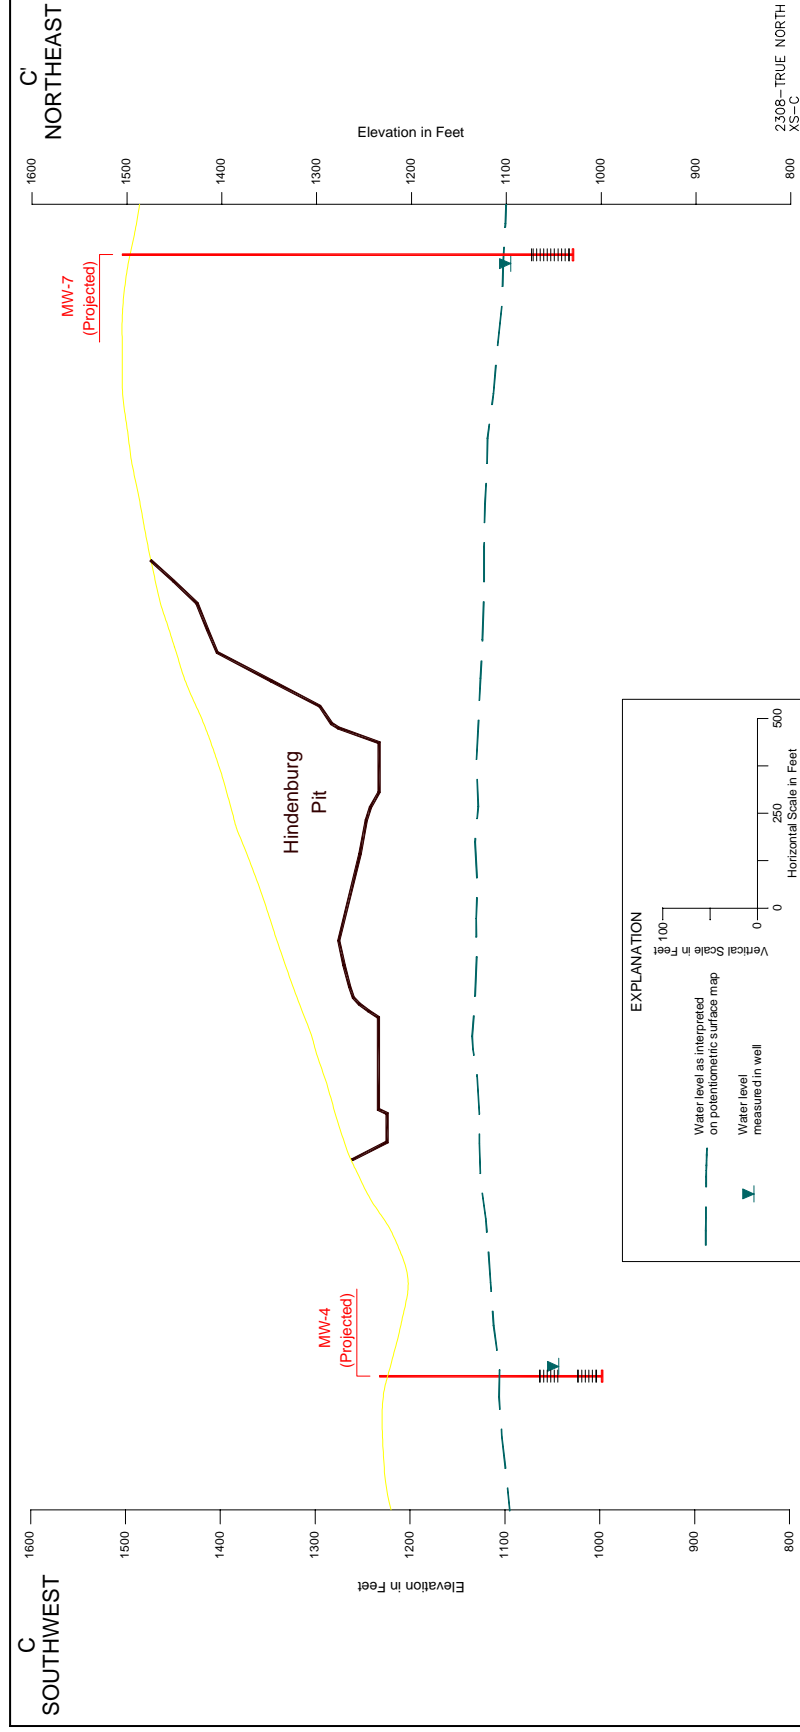 C
SOUTHWEST
C'
NORTHEAST
1600
1500
1400
1300
1200
1100
1000
900
800
Elevation in Feet
MW-4
(Projected)
Hindenburg
Pit
MW-7
(Projected)
1600
1500
1400
1300
1200
1100
1000
900
800
Elevation in Feet
EXPLANATION
Water level as interpreted
on potentiometric surface map
Water level
measured in well
100
0
Vertical Scale in Feet
0
250
500
Horizontal Scale in Feet
2308-TRUE NORTH
XS-C